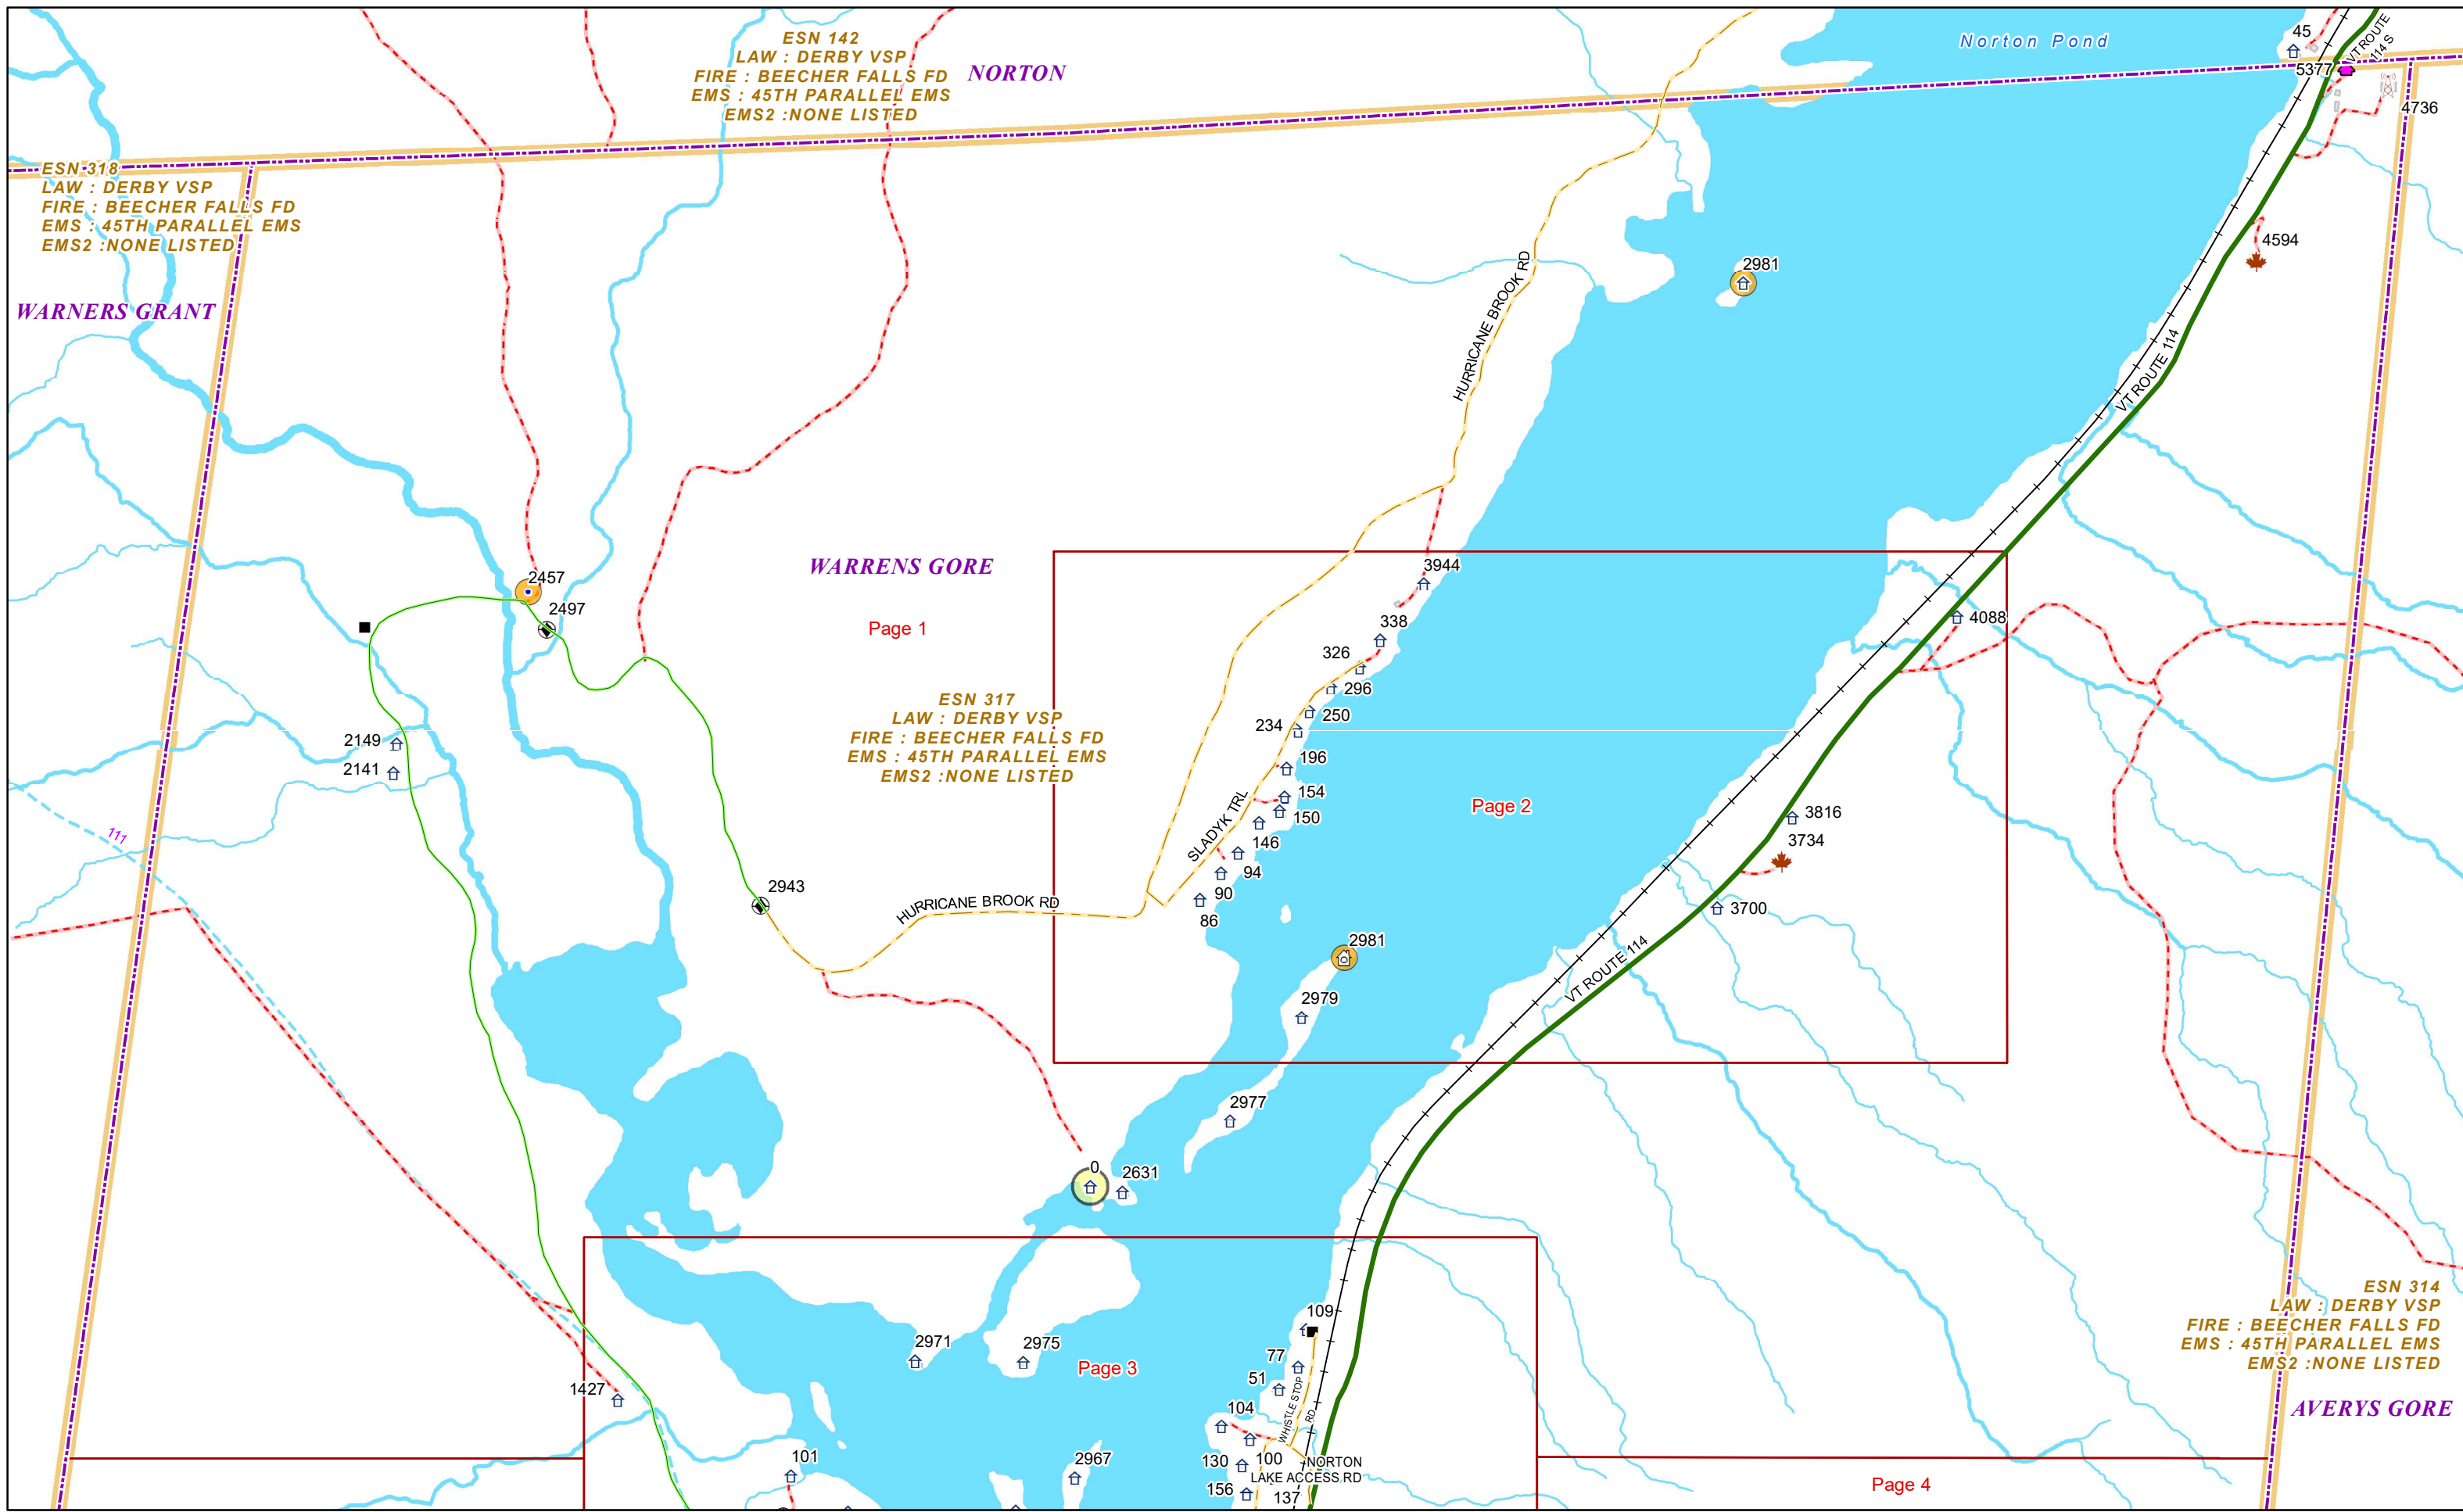 ESN 142
LAW : DERBY VSP
FIRE : BEECHER FALLS FD
EMS : 45TH PARALLEL EMS
EMS2 :NONE LISTED
NORTON
Norton Pond
45
VT ROUTE
114 S
5377
4736
ESN 318
LAW : DERBY VSP
FIRE : BEECHER FALLS FD
EMS : 45TH PARALLEL EMS
EMS2 :NONE LISTED
WARNERS GRANT
4594
2981
HURRICANE BROOK RD
VT ROUTE 114
WARRENS GORE
2457
2497
Page 1
3944
338
326
296
4088
ESN 317
LAW : DERBY VSP
FIRE : BEECHER FALLS FD
EMS : 45TH PARALLEL EMS
EMS2 :NONE LISTED
250
234
196
2149
2141
154
150
146
SLADYK TRL
Page 2
3816
3734
111
94
90
86
2943
HURRICANE BROOK RD
3700
2981
VT ROUTE 114
2979
2977
0
2631
ESN 314
LAW : DERBY VSP
FIRE : BEECHER FALLS FD
EMS : 45TH PARALLEL EMS
EMS2 :NONE LISTED
109
2971
2975
Page 3
77
51
1427
WHISTLE STOP RD
104
AVERYS GORE
101
2967
130
100
NORTON
LAKE ACCESS RD
156
137
Page 4